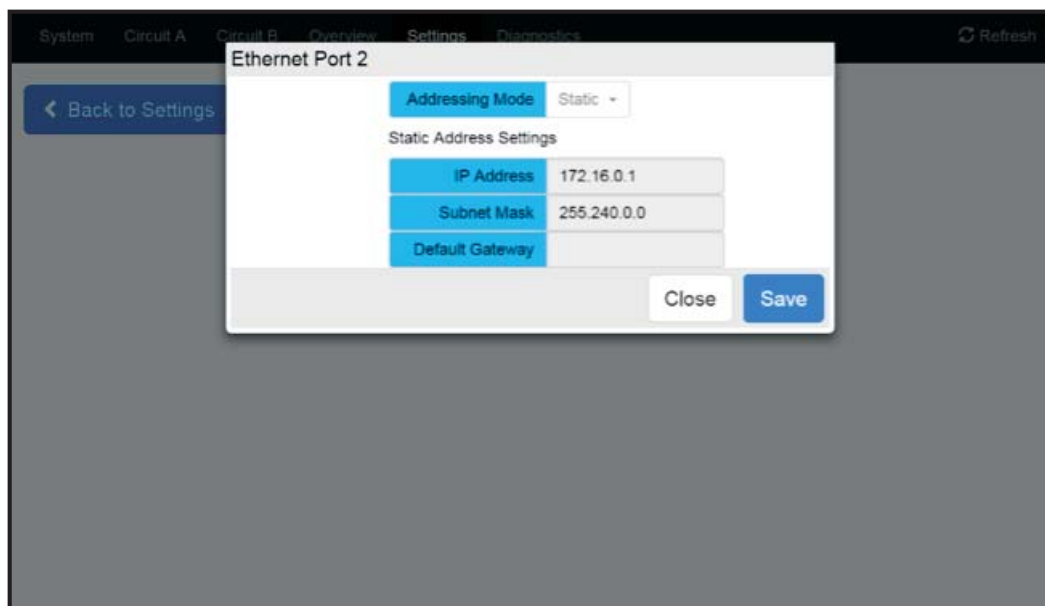 System Circuit A Circuit B Overview Settings Diagnostics Refresh
Ethernet Port 2
Back to Settings
Addressing Mode Static
Static Address Settings
IP Address 172.16.0.1
Subnet Mask 255.240.0.0
Default Gateway
Close Save